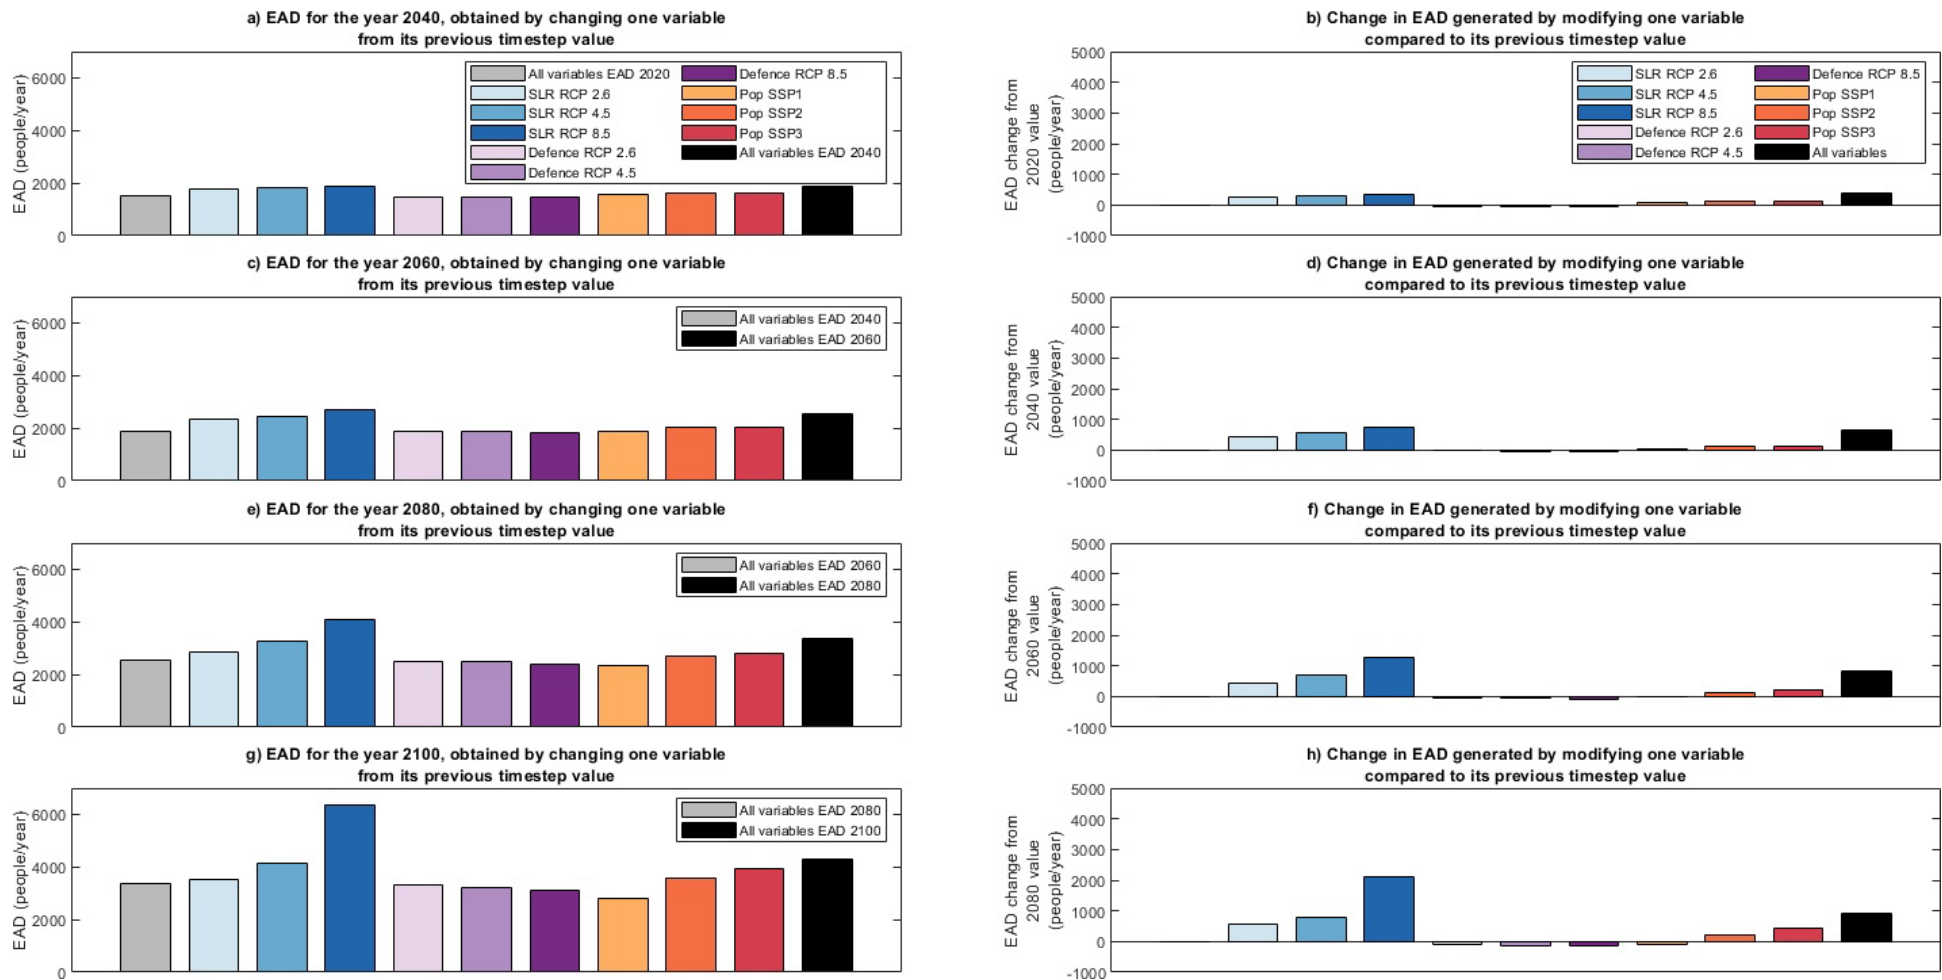 a) EAD for the year 2040, obtained by changing one variable
from its previous timestep value
EAD (people/year)
6000
4000
2000
0
All variables EAD 2020
SLR RCP 2.6
SLR RCP 4.5
SLR RCP 8.5
Defence RCP 2.6
Defence RCP 4.5
Defence RCP 8.5
Pop SSP1
Pop SSP2
Pop SSP3
All variables EAD 2040
b) Change in EAD generated by modifying one variable
compared to its previous timestep value
EAD change from
2020 value
(people/year)
5000
4000
3000
2000
1000
0
-1000
SLR RCP 2.6
SLR RCP 4.5
SLR RCP 8.5
Defence RCP 2.6
Defence RCP 4.5
Defence RCP 8.5
Pop SSP1
Pop SSP2
Pop SSP3
All variables
c) EAD for the year 2060, obtained by changing one variable
from its previous timestep value
EAD (people/year)
6000
4000
2000
0
All variables EAD 2040
All variables EAD 2060
d) Change in EAD generated by modifying one variable
compared to its previous timestep value
EAD change from
2040 value
(people/year)
5000
4000
3000
2000
1000
0
-1000
e) EAD for the year 2080, obtained by changing one variable
from its previous timestep value
EAD (people/year)
6000
4000
2000
0
All variables EAD 2060
All variables EAD 2080
f) Change in EAD generated by modifying one variable
compared to its previous timestep value
EAD change from
2060 value
(people/year)
5000
4000
3000
2000
1000
0
-1000
g) EAD for the year 2100, obtained by changing one variable
from its previous timestep value
EAD (people/year)
6000
4000
2000
0
All variables EAD 2080
All variables EAD 2100
h) Change in EAD generated by modifying one variable
compared to its previous timestep value
EAD change from
2080 value
(people/year)
5000
4000
3000
2000
1000
0
-1000